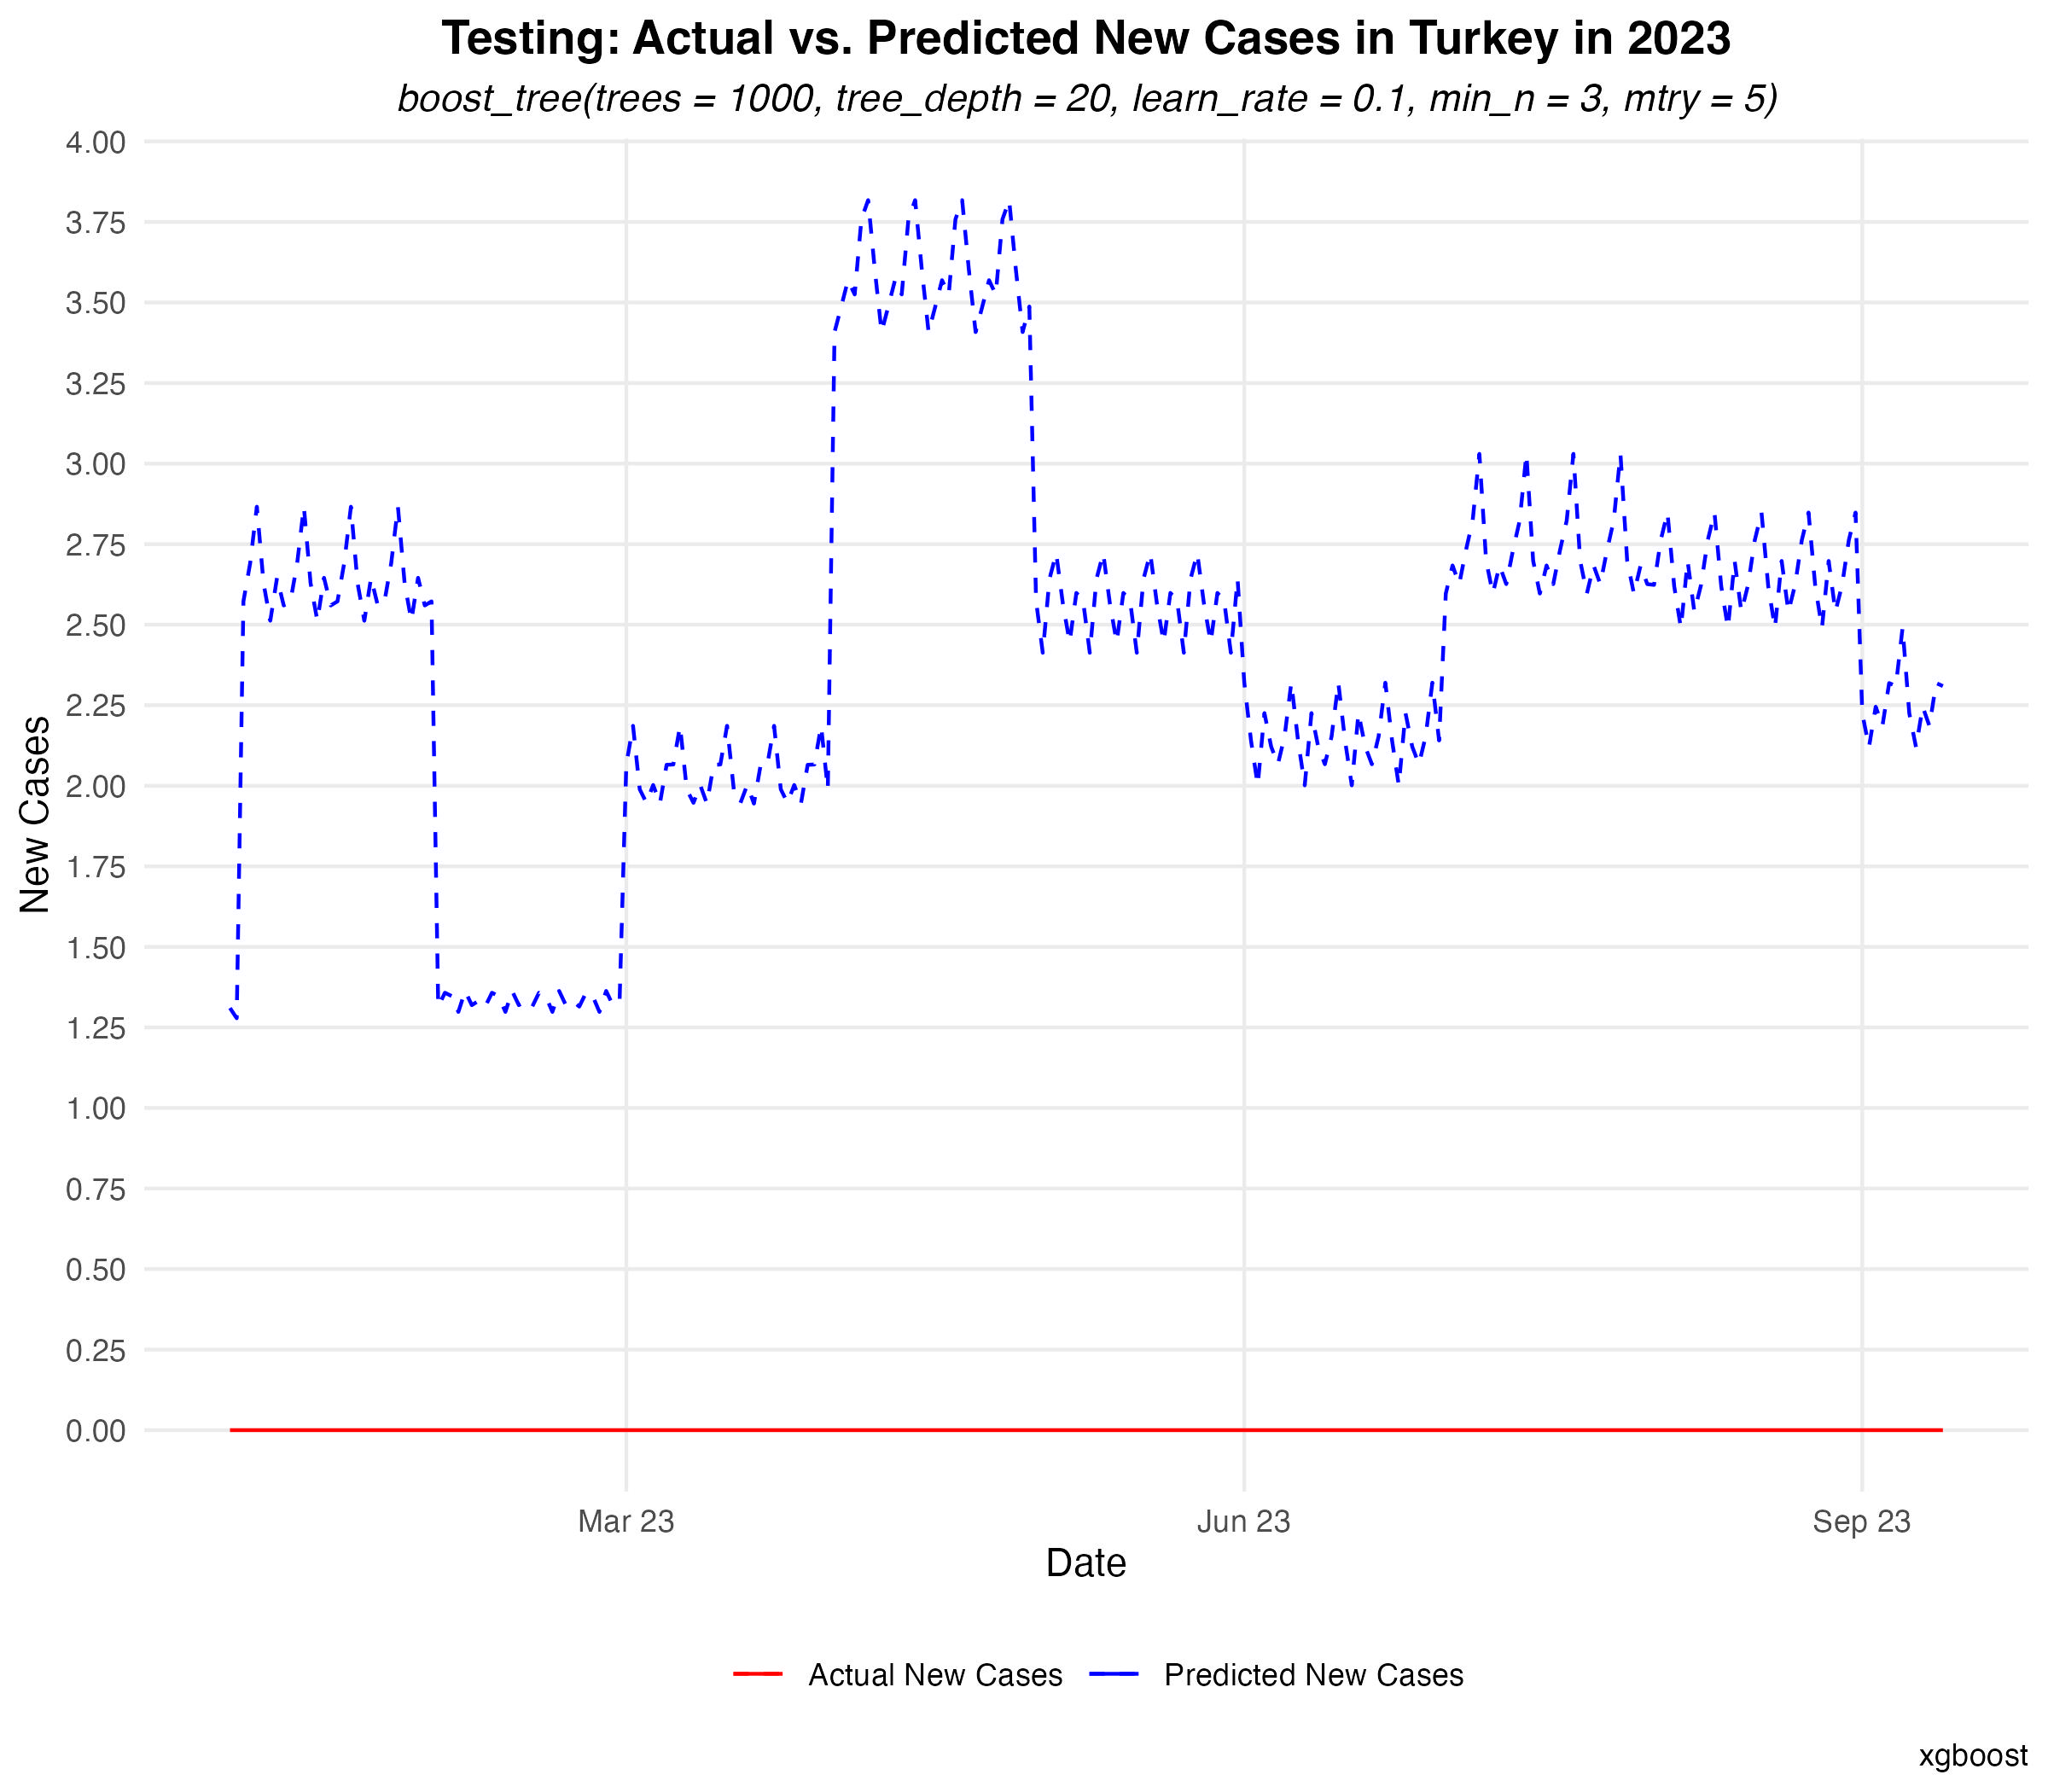 Testing: Actual vs. Predicted New Cases in Turkey in 2023
boost_tree(trees = 1000, tree_depth = 20, learn_rate = 0.1, min_n = 3, mtry = 5)
New Cases
4.00
3.75
3.50
3.25
3.00
2.75
2.50
2.25
2.00
1.75
1.50
1.25
1.00
0.75
0.50
0.25
0.00
Mar 23 Jun 23 Sep 23
Date
Actual New Cases Predicted New Cases
xgboost